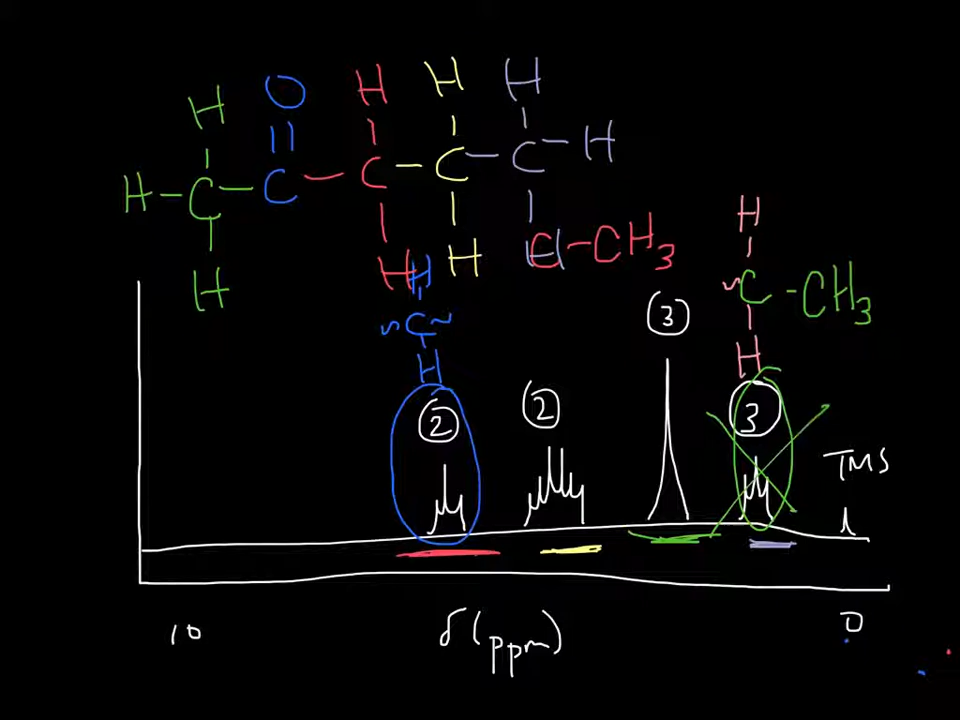 H O H H H
H-C-C-C-C-C-H
H H H -CH3
H
~C-CH3
H
H
~C~
H
2 2 3 3
TMS
10 δ(ppm) 0